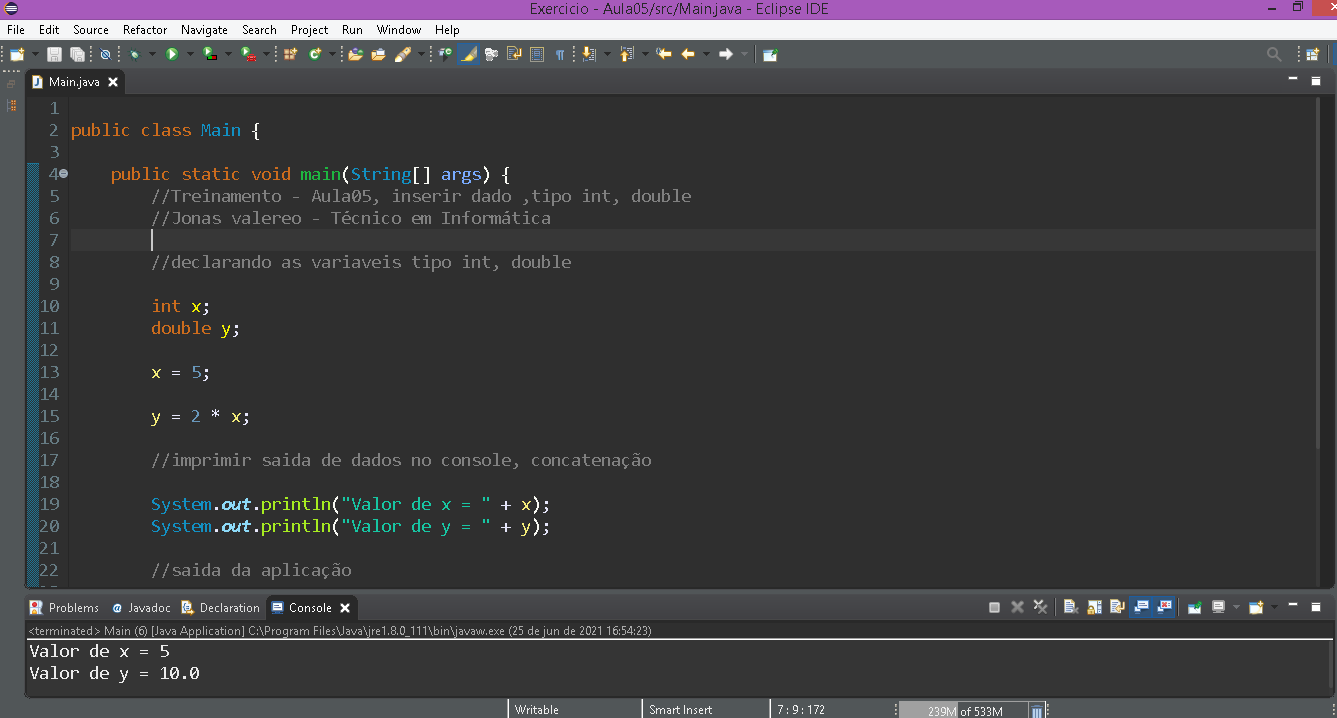 Exercicio - Aula05/src/Main.java - Eclipse IDE
File Edit Source Refactor Navigate Search Project Run Window Help
Main.java
1
2 public class Main {
3
4 public static void main(String[] args) {
5 //Treinamento - Aula05, inserir dado ,tipo int, double
6 //Jonas valereo - Técnico em Informática
7
8 //declarando as variaveis tipo int, double
9
10 int x;
11 double y;
12
13 x = 5;
14
15 y = 2 * x;
16
17 //imprimir saida de dados no console, concatenação
18
19 System.out.println("Valor de x = " + x);
20 System.out.println("Valor de y = " + y);
21
22 //saida da aplicação
Problems Javadoc Declaration Console
<terminated> Main (6) [Java Application] C:\Program Files\Java\jre1.8.0_111\bin\javaw.exe (25 de jun de 2021 16:54:23)
Valor de x = 5
Valor de y = 10.0
Writable Smart Insert 7 : 9 : 172 239M of 533M